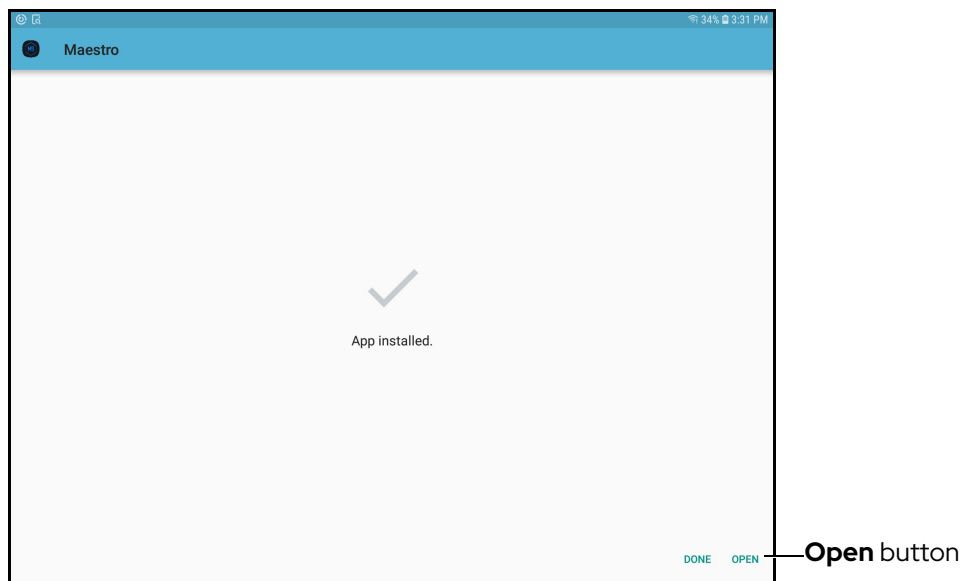 34% 3:31 PM
Maestro
App installed.
DONE OPEN
Open button